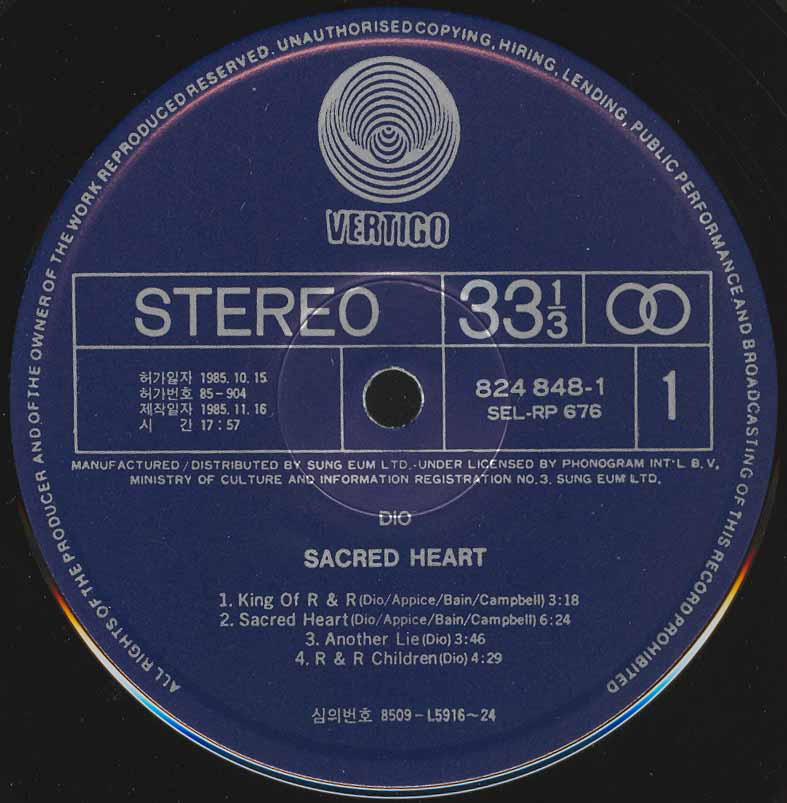 ALL RIGHTS OF THE PRODUCER AND OF THE OWNER OF THE WORK REPRODUCED RESERVED. UNAUTHORISED COPYING, HIRING, LENDING, PUBLIC PERFORMANCE AND BROADCASTING OF THIS RECORD PROHIBITED
VERTIGO
STEREO 33 1/3
허가일자 1985. 10. 15
허가번호 85-904
제작일자 1985. 11. 16
시 간 17:57
824 848-1
SEL-RP 676
1
MANUFACTURED/DISTRIBUTED BY SUNG EUM LTD.-UNDER LICENSED BY PHONOGRAM INT'L B.V.
MINISTRY OF CULTURE AND INFORMATION REGISTRATION NO.3. SUNG EUM LTD.
DIO
SACRED HEART
1. King Of R & R (Dio/Appice/Bain/Campbell) 3:18
2. Sacred Heart (Dio/Appice/Bain/Campbell) 6:24
3. Another Lie (Dio) 3:46
4. R & R Children (Dio) 4:29
심의번호 8509-L5916~24